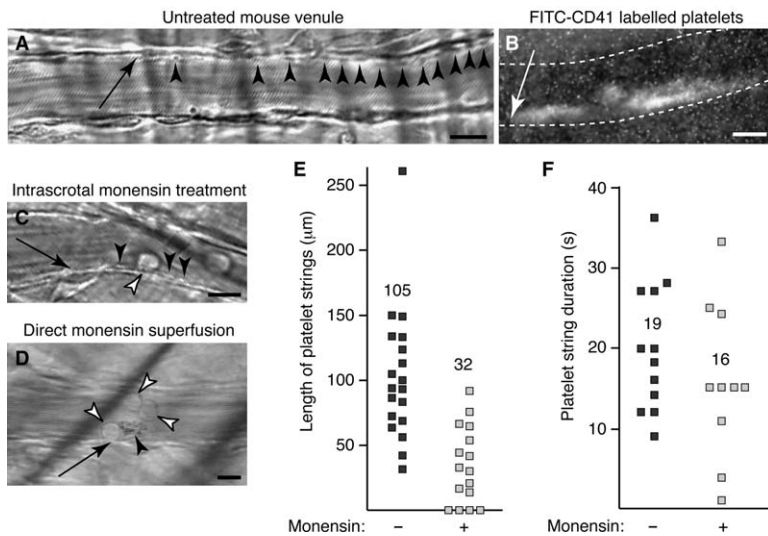 Untreated mouse venule
A
FITC-CD41 labelled platelets
B
Intrascrotal monensin treatment
C
Direct monensin superfusion
D
E
Length of platelet strings (µm)
250
200
150
100
50
105
32
Monensin: − +
F
Platelet string duration (s)
40
30
20
10
19
16
Monensin: − +